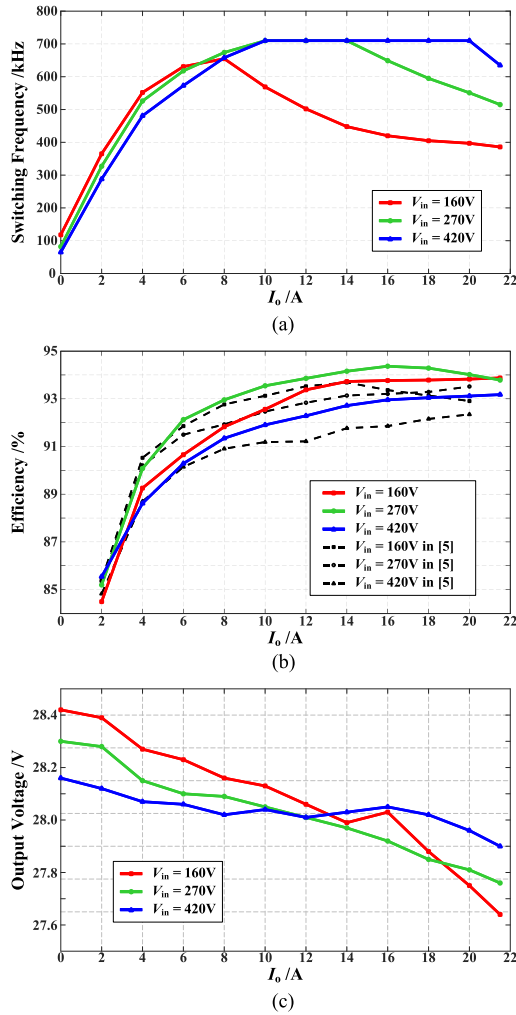 800
700
600
500
400
300
200
100
0
Switching Frequency /kHz
V_in = 160V
V_in = 270V
V_in = 420V
0 2 4 6 8 10 12 14 16 18 20 22
I_o /A
(a)
95
93
91
89
87
85
Efficiency /%
V_in = 160V
V_in = 270V
V_in = 420V
V_in = 160V in [5]
V_in = 270V in [5]
V_in = 420V in [5]
0 2 4 6 8 10 12 14 16 18 20 22
I_o /A
(b)
28.4
28.2
28.0
27.8
27.6
Output Voltage /V
V_in = 160V
V_in = 270V
V_in = 420V
0 2 4 6 8 10 12 14 16 18 20 22
I_o /A
(c)